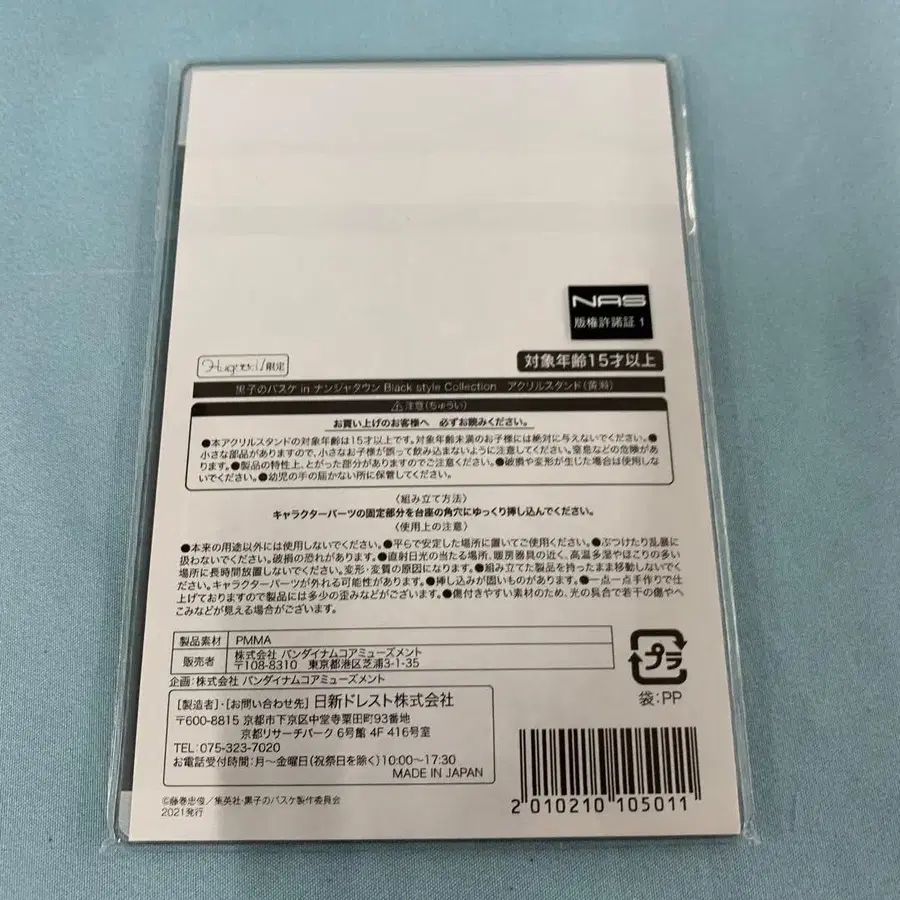 NAS
版権許諾証 1
Hugood!限定
対象年齢15才以上
黒子のバスケ in ナンジャタウン Black style Collection アクリルスタンド(黄瀬)
⚠注意(ちゅうい)
お買い上げのお客様へ 必ずお読みください。
●本アクリルスタンドの対象年齢は15才以上です。対象年齢未満のお子様には絶対に与えないでください。●
小さな部品がありますので、小さなお子様が誤って飲み込まないように注意してください。窒息などの危険があ
ります。●製品の特性上、とがった部分がありますのでご注意ください。●破損や変形が生じた場合は使用しな
いでください。●幼児の手の届かない所に保管してください。
〈組み立て方法〉
キャラクターパーツの固定部分を台座の角穴にゆっくり挿し込んでください。
〈使用上の注意〉
●本来の用途以外には使用しないでください。●平らで安定した場所に置いてご使用ください。●ぶつけたり乱暴に
扱わないでください。破損の恐れがあります。●直射日光の当たる場所、暖房器具の近く、高温多湿やほこりの多い
場所に長時間放置しないでください。変形・変質の原因になります。●組み立てた製品を持ったまま移動しないでく
ださい。キャラクターパーツが外れる可能性があります。●挿し込みが固いものがあります。●一点一点手作りで仕上
げておりますので製品には多少の歪みなどがございます。●傷付きやすい素材のため、光の具合で若干の傷やへ
こみなどが見える場合がございます。
製品素材 PMMA
販売者 株式会社 バンダイナムコアミューズメント
〒108-8310 東京都港区芝浦3-1-35
企画:株式会社 バンダイナムコアミューズメント
[製造者]・[お問い合わせ先] 日新ドレスト株式会社
〒600-8815 京都市下京区中堂寺粟田町93番地
京都リサーチパーク 6号館 4F 416号室
TEL:075-323-7020
お電話受付時間:月〜金曜日(祝祭日を除く)10:00〜17:30
MADE IN JAPAN
プラ
袋:PP
2 010210 105011
©藤巻忠俊/集英社・黒子のバスケ製作委員会
2021発行